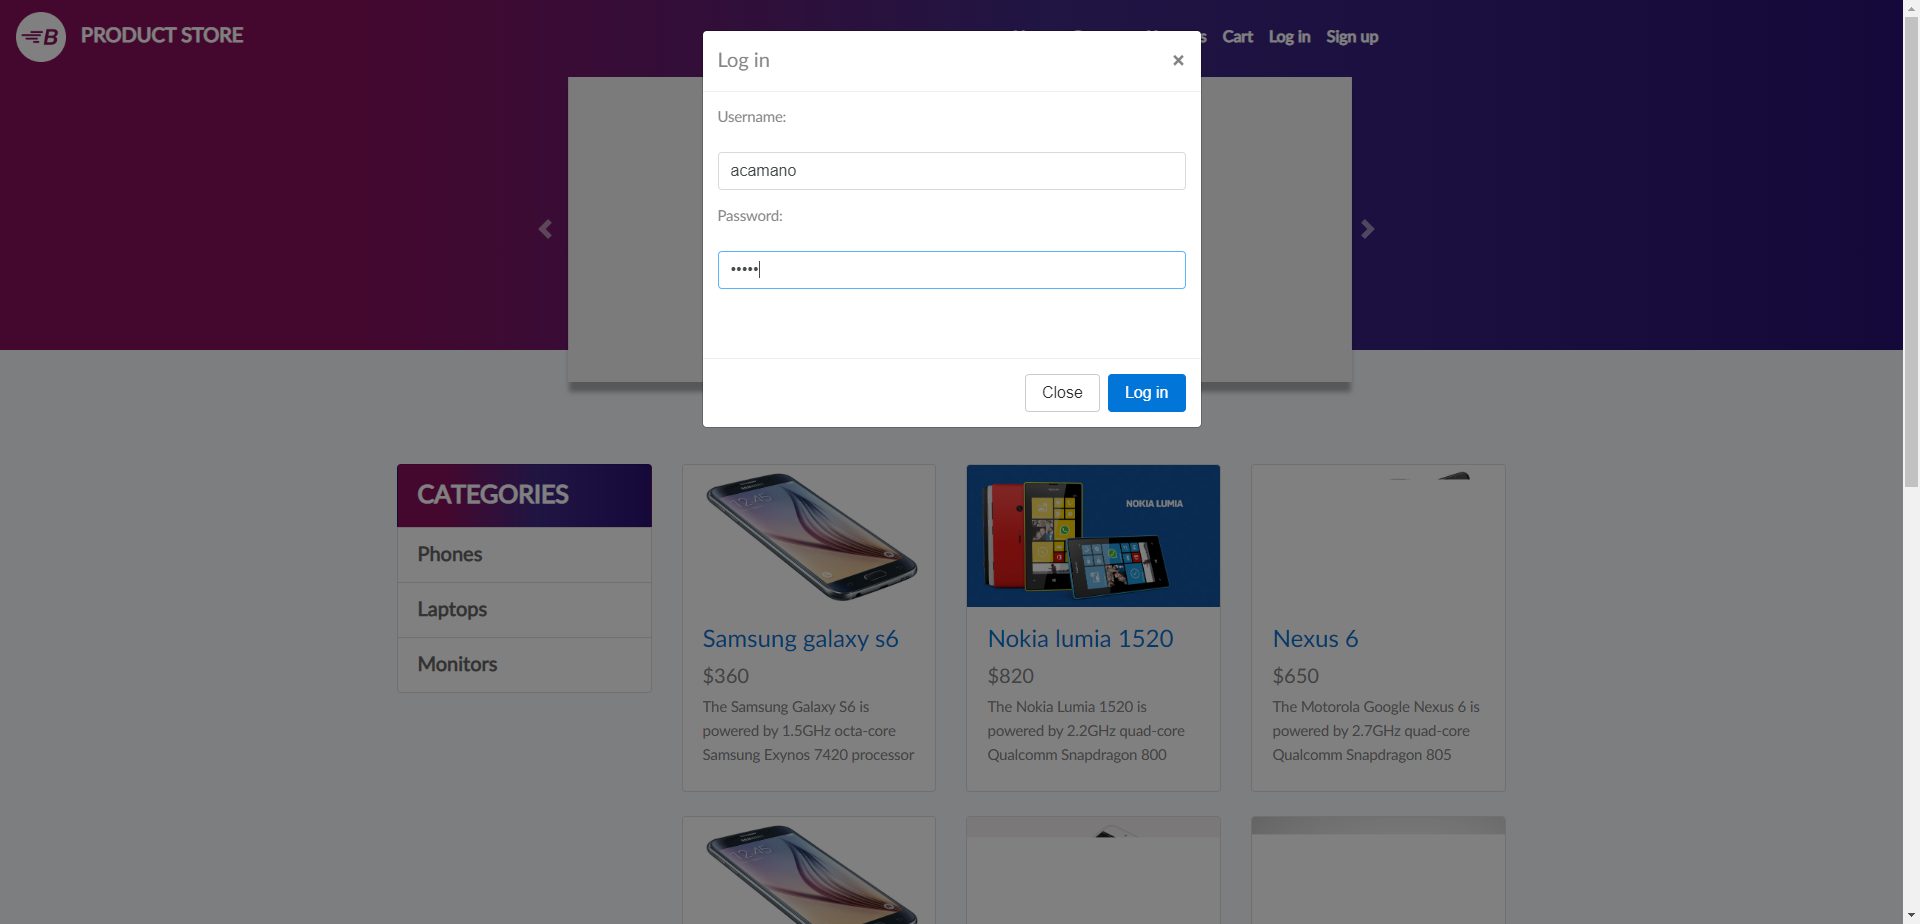 B PRODUCT STORE
Cart Log in Sign up
Log in ×
Username:
acamano
Password:
•••••
Close Log in
CATEGORIES
Phones
Laptops
Monitors
12:45
Samsung galaxy s6
$360
The Samsung Galaxy S6 is
powered by 1.5GHz octa-core
Samsung Exynos 7420 processor
NOKIA LUMIA
Nokia lumia 1520
$820
The Nokia Lumia 1520 is
powered by 2.2GHz quad-core
Qualcomm Snapdragon 800
Nexus 6
$650
The Motorola Google Nexus 6 is
powered by 2.7GHz quad-core
Qualcomm Snapdragon 805
12:45